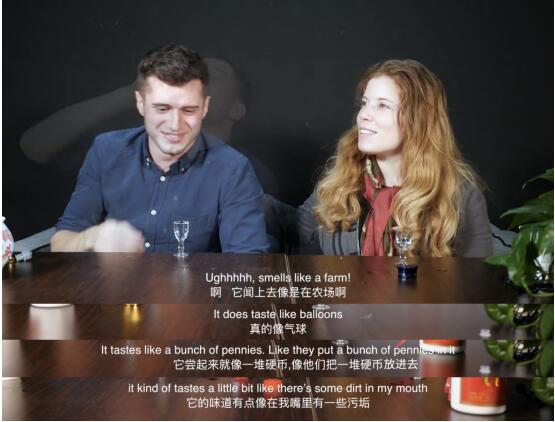 Ughhhhh, smells like a farm!
啊 它闻上去像是在农场啊
It does taste like balloons
真的像气球
It tastes like a bunch of pennies. Like they put a bunch of pennies in it
它尝起来就像一堆硬币,像他们把一堆硬币放进去
it kind of tastes a little bit like there's some dirt in my mouth
它的味道有点像在我嘴里有一些污垢